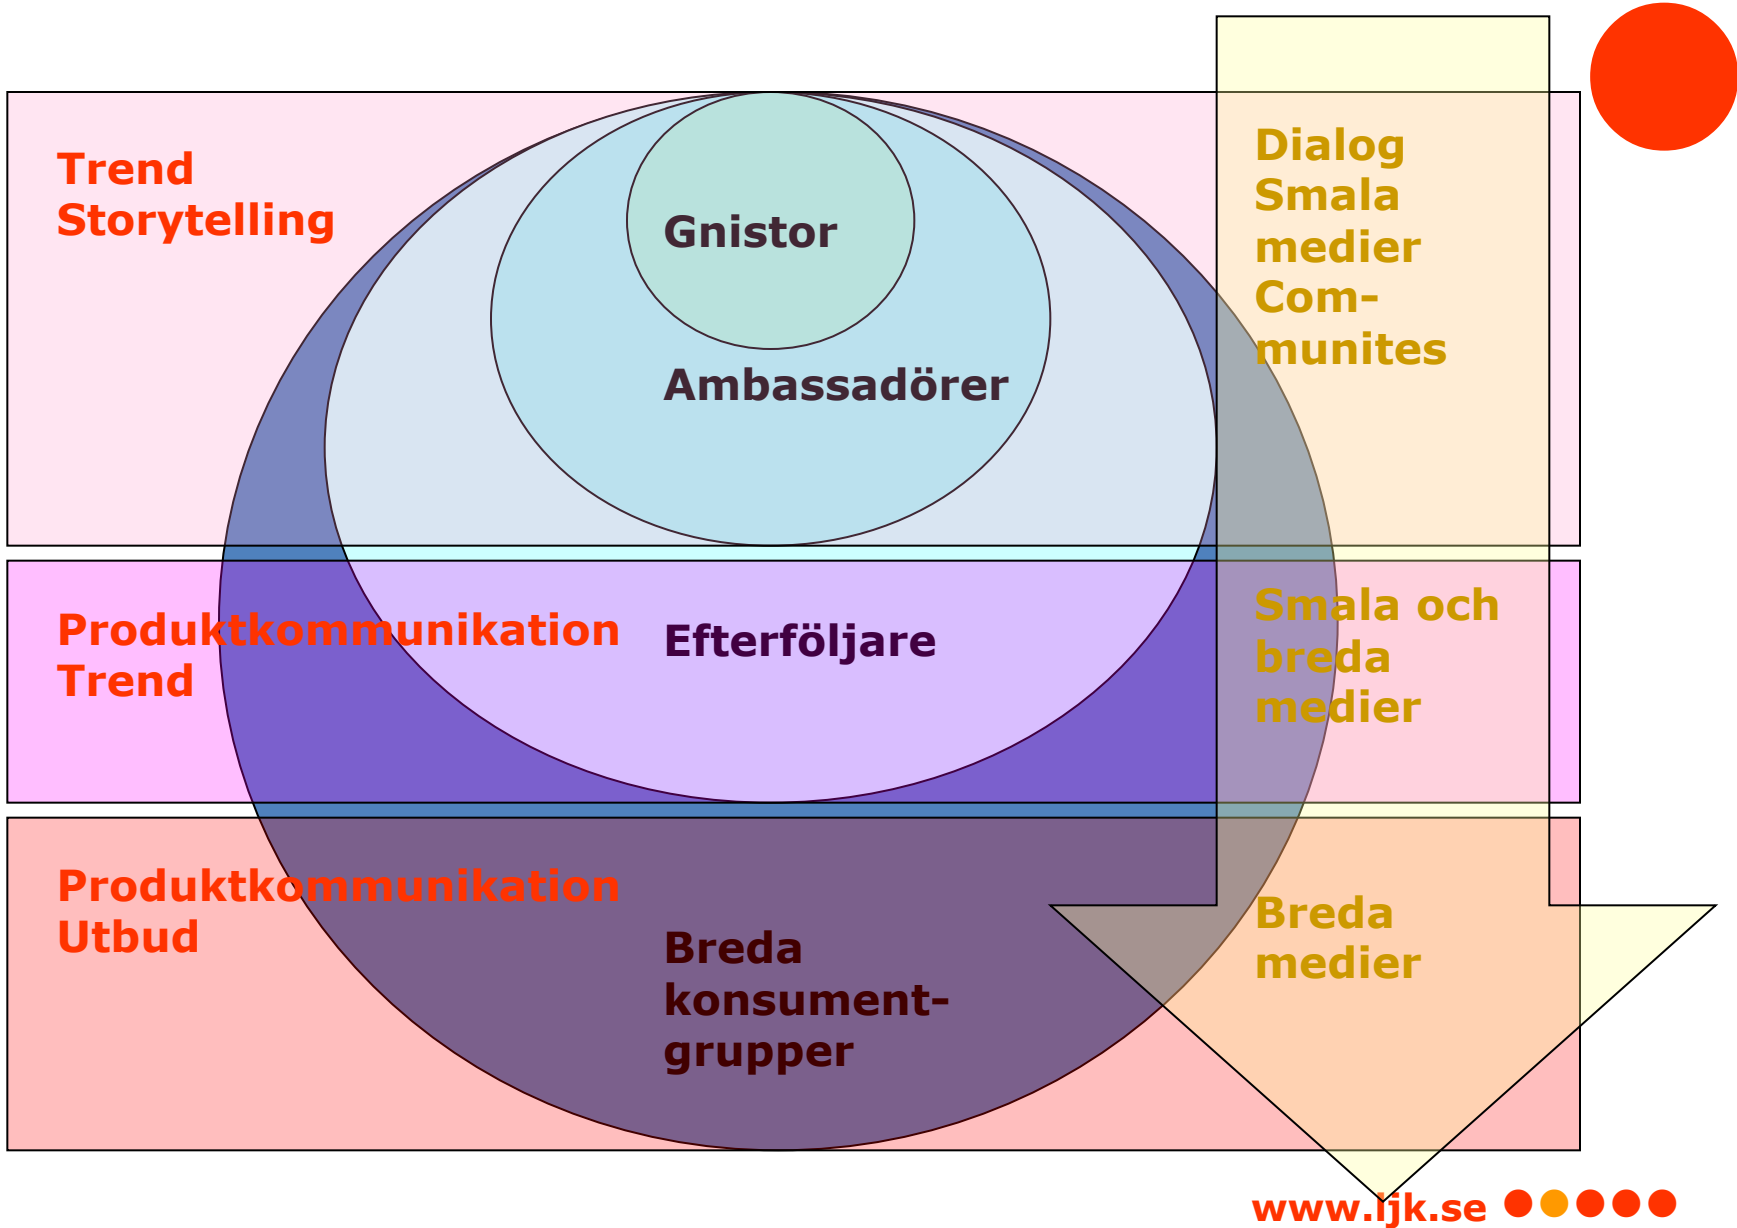 Trend
Storytelling
Gnistor
Ambassadörer
Dialog
Smala
medier
Com-
munites
Produktkommunikation
Trend
Efterföljare
Smala och
breda
medier
Produktkommunikation
Utbud
Breda
konsument-
grupper
Breda
medier
www.ljk.se